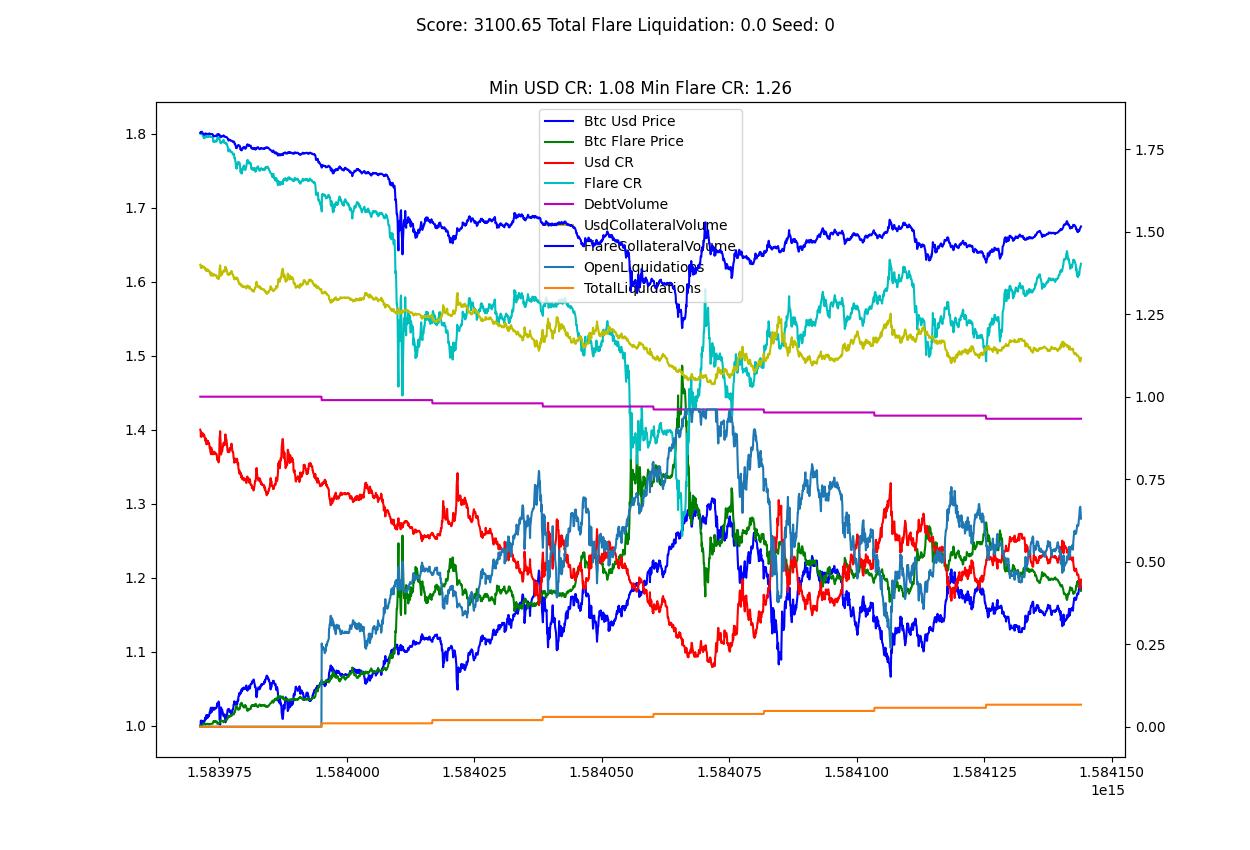 Score: 3100.65 Total Flare Liquidation: 0.0 Seed: 0
Min USD CR: 1.08 Min Flare CR: 1.26
Btc Usd Price
Btc Flare Price
Usd CR
Flare CR
DebtVolume
UsdCollateralVolume
FlareCollateralVolume
OpenLiquidations
TotalLiquidations
1.8
1.7
1.6
1.5
1.4
1.3
1.2
1.1
1.0
1.75
1.50
1.25
1.00
0.75
0.50
0.25
0.00
1.583975 1.584000 1.584025 1.584050 1.584075 1.584100 1.584125 1.584150
1e15